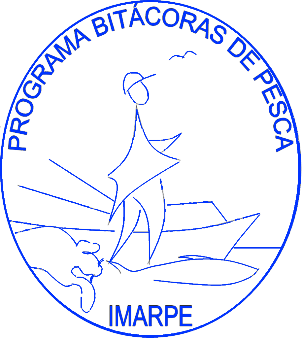 PROGRAMA BITÁCORAS DE PESCA
IMARPE